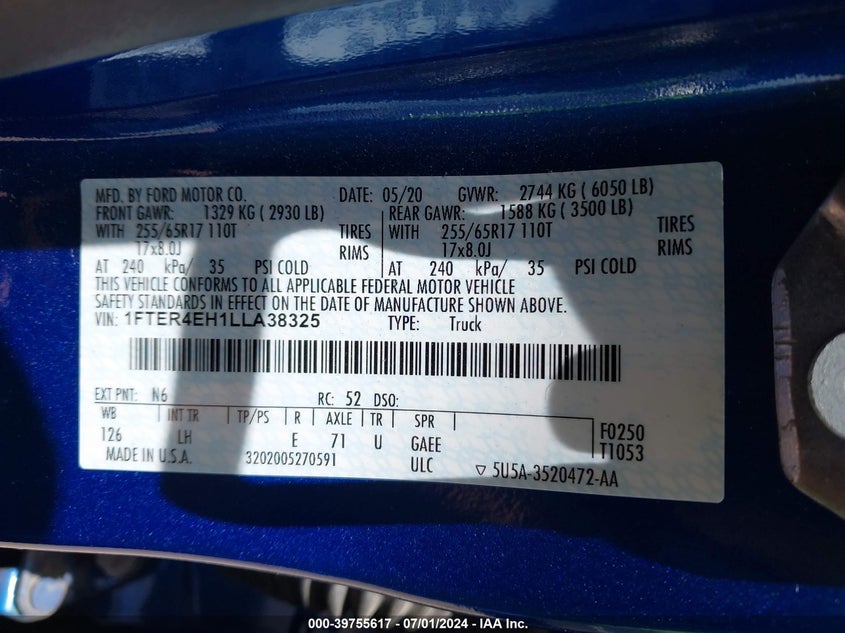 MFD. BY FORD MOTOR CO. DATE: 05/20 GVWR: 2744 KG ( 6050 LB)
FRONT GAWR: 1329 KG ( 2930 LB) REAR GAWR: 1588 KG ( 3500 LB)
WITH 255/65R17 110T TIRES WITH 255/65R17 110T TIRES
17x8.0J RIMS 17x8.0J RIMS
AT 240 kPa/ 35 PSI COLD AT 240 kPa/ 35 PSI COLD
THIS VEHICLE CONFORMS TO ALL APPLICABLE FEDERAL MOTOR VEHICLE
SAFETY STANDARDS IN EFFECT ON THE DATE OF MANUFACTURE SHOWN ABOVE.
VIN: 1FTER4EH1LLA38325 TYPE: Truck
EXT PNT: N6 RC: 52 DSO:
WB INT TR TP/PS R AXLE TR SPR
126 LH E 71 U GAEE F0250
MADE IN U.S.A. 3202005270591 ULC T1053
▽ 5U5A-3520472-AA
000-39755617 - 07/01/2024 - IAA Inc.